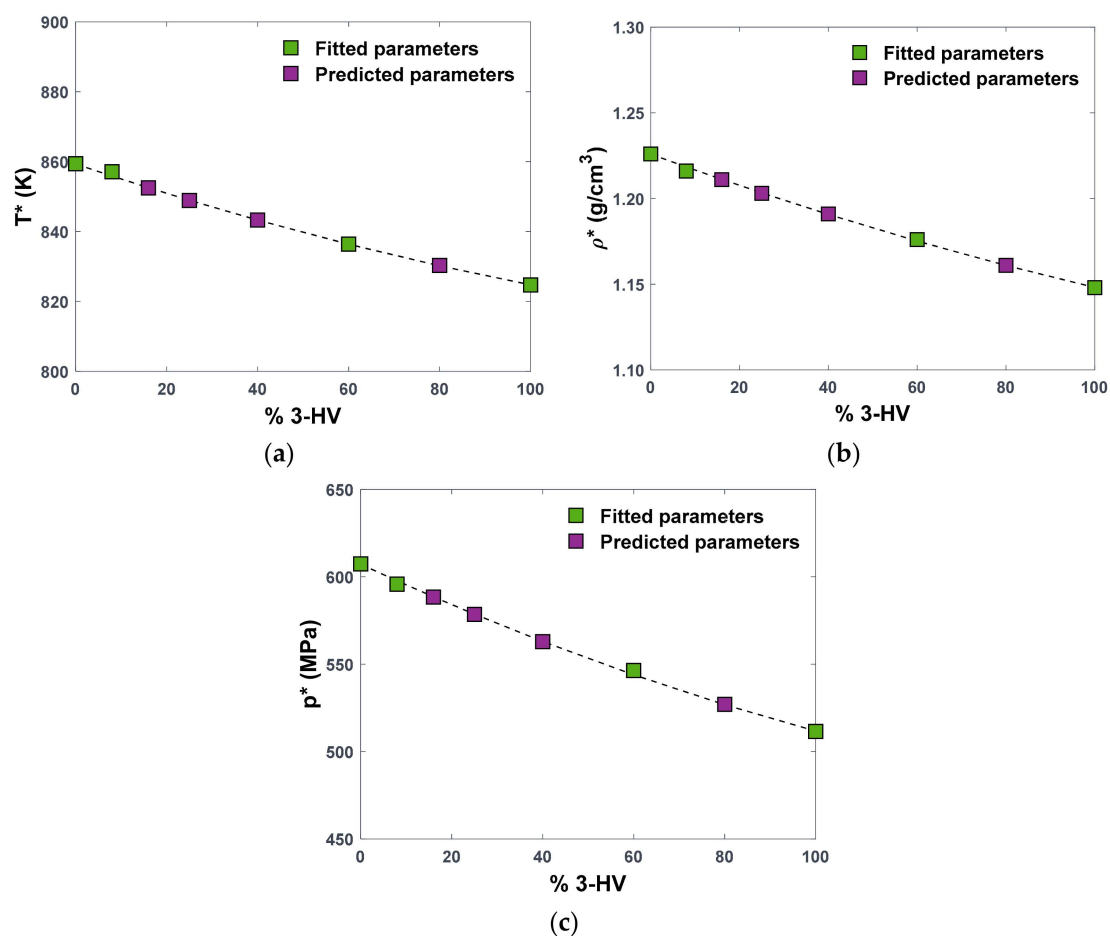 900
880
860
840
820
800
T* (K)
Fitted parameters
Predicted parameters
0 20 40 60 80 100
% 3-HV
(a)
1.30
1.25
1.20
1.15
1.10
ρ* (g/cm³)
Fitted parameters
Predicted parameters
0 20 40 60 80 100
% 3-HV
(b)
650
600
550
500
450
p* (MPa)
Fitted parameters
Predicted parameters
0 20 40 60 80 100
% 3-HV
(c)